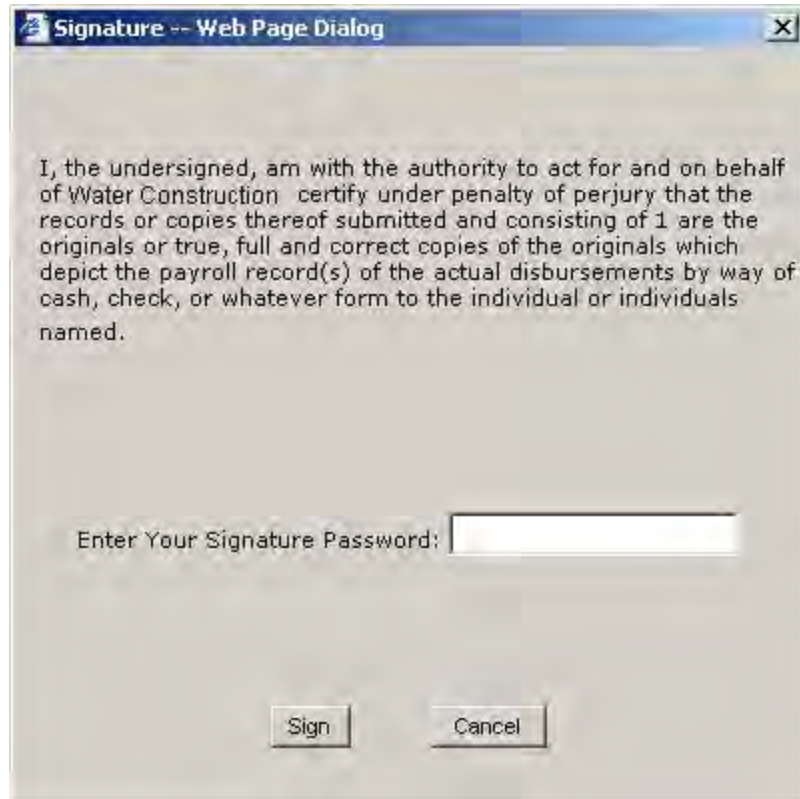 Signature -- Web Page Dialog
I, the undersigned, am with the authority to act for and on behalf
of Water Construction certify under penalty of perjury that the
records or copies thereof submitted and consisting of 1 are the
originals or true, full and correct copies of the originals which
depict the payroll record(s) of the actual disbursements by way of
cash, check, or whatever form to the individual or individuals
named.
Enter Your Signature Password:
Sign Cancel